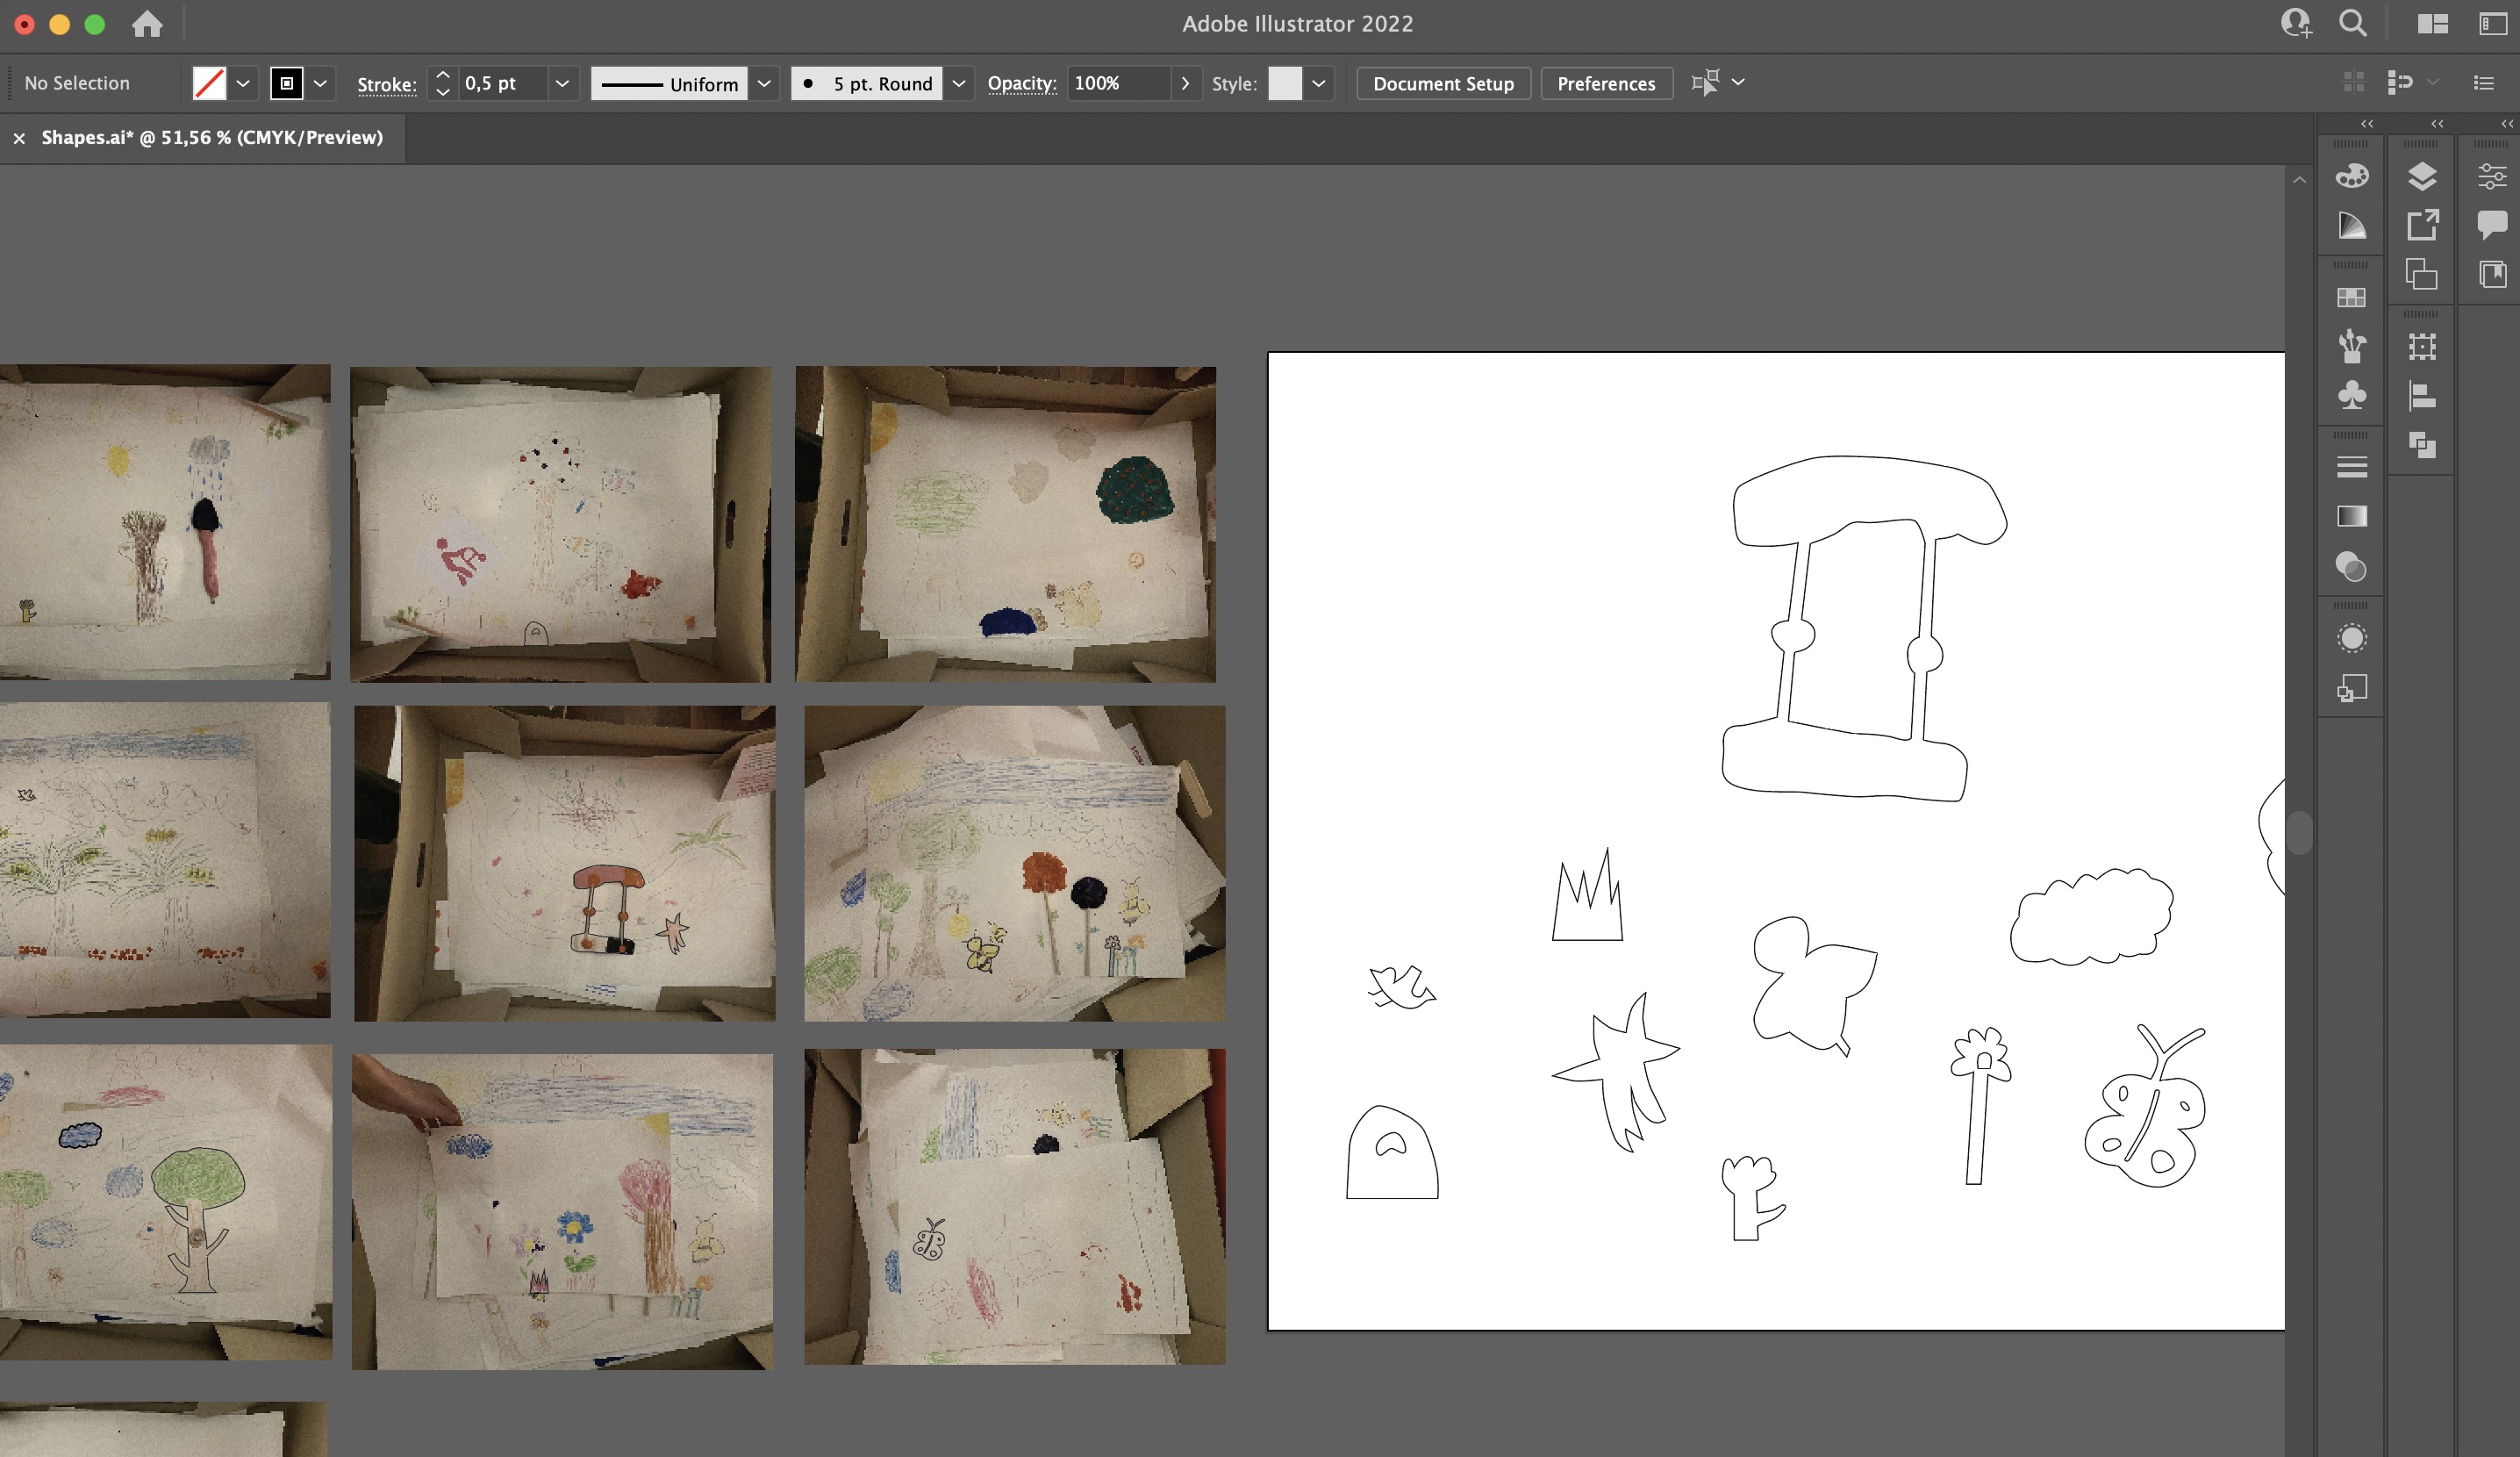 Adobe Illustrator 2022
No Selection
Stroke:
0,5 pt
Uniform
5 pt. Round
Opacity:
100%
Style:
Document Setup
Preferences
Shapes.ai* @ 51,56 % (CMYK/Preview)